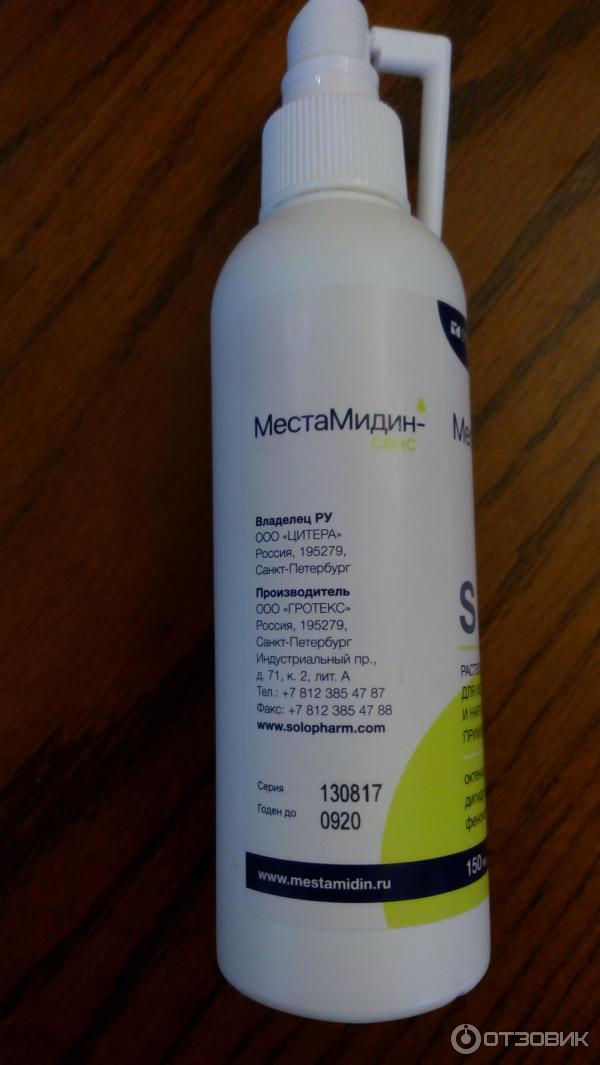 МестаМидин-
сенс
Владелец РУ
ООО «ЦИТЕРА»
Россия, 195279,
Санкт-Петербург
Производитель
ООО «ГРОТЕКС»
Россия, 195279,
Санкт-Петербург
Индустриальный пр.,
д. 71, к. 2, лит. А
Тел.: +7 812 385 47 87
Факс: +7 812 385 47 88
www.solopharm.com
Серия 130817
Годен до 0920
www.mestamidin.ru
S
И
150
ОТЗОВИК